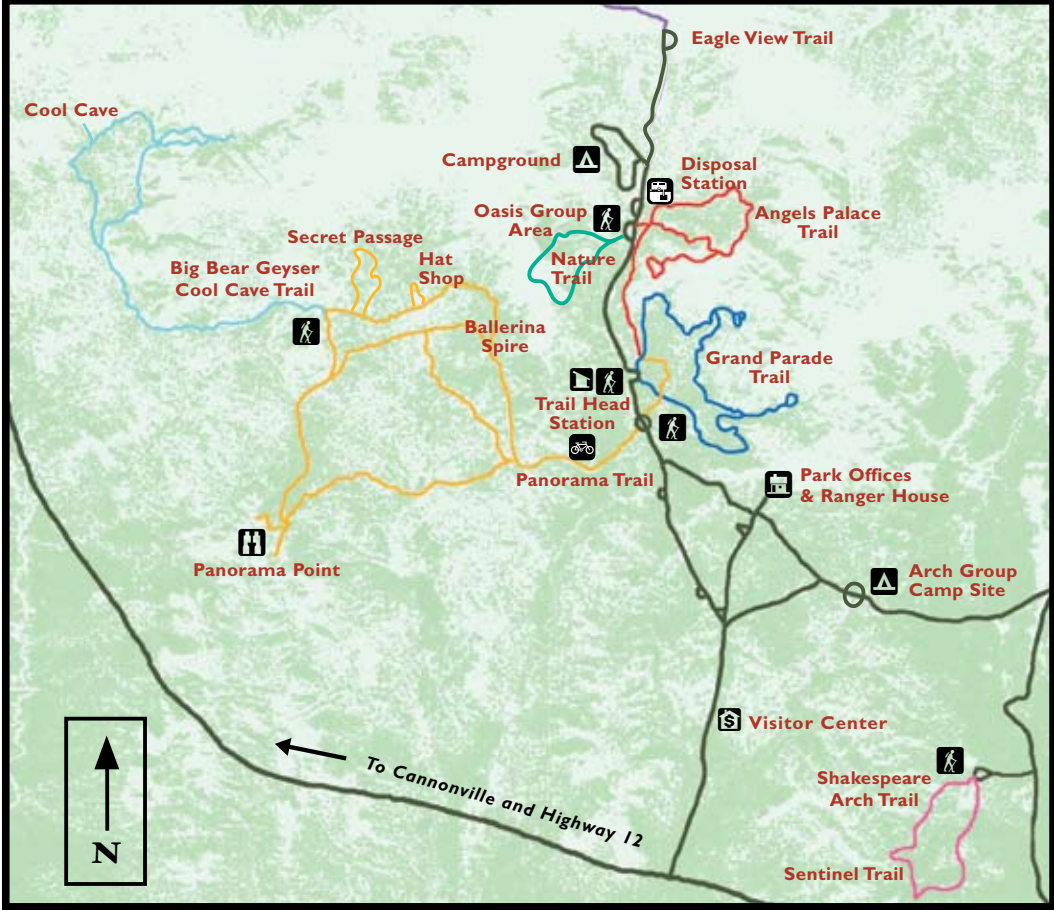 Eagle View Trail
Cool Cave
Campground
Disposal
Station
Oasis Group
Area
Angels Palace
Trail
Secret Passage
Hat
Shop
Nature
Trail
Big Bear Geyser
Cool Cave Trail
Ballerina
Spire
Grand Parade
Trail
Trail Head
Station
Panorama Trail
Park Offices
& Ranger House
Panorama Point
Arch Group
Camp Site
$ Visitor Center
To Cannonville and Highway 12
Shakespeare
Arch Trail
N
Sentinel Trail